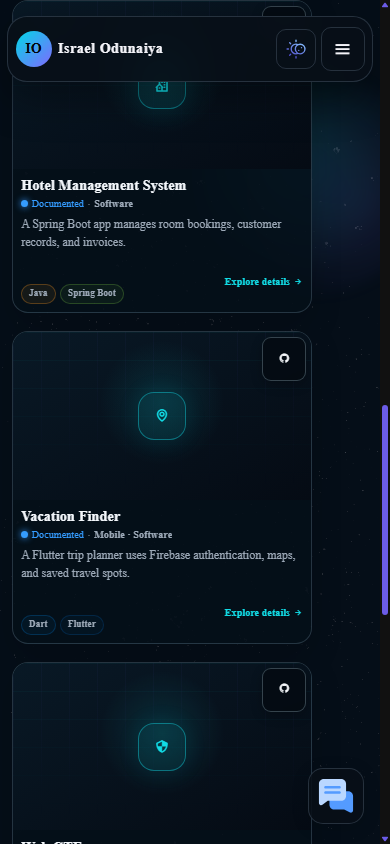 IO Israel Odunaiya
Hotel Management System
Documented · Software
A Spring Boot app manages room bookings, customer
records, and invoices.
Explore details →
Java Spring Boot
Vacation Finder
Documented · Mobile · Software
A Flutter trip planner uses Firebase authentication, maps,
and saved travel spots.
Explore details →
Dart Flutter